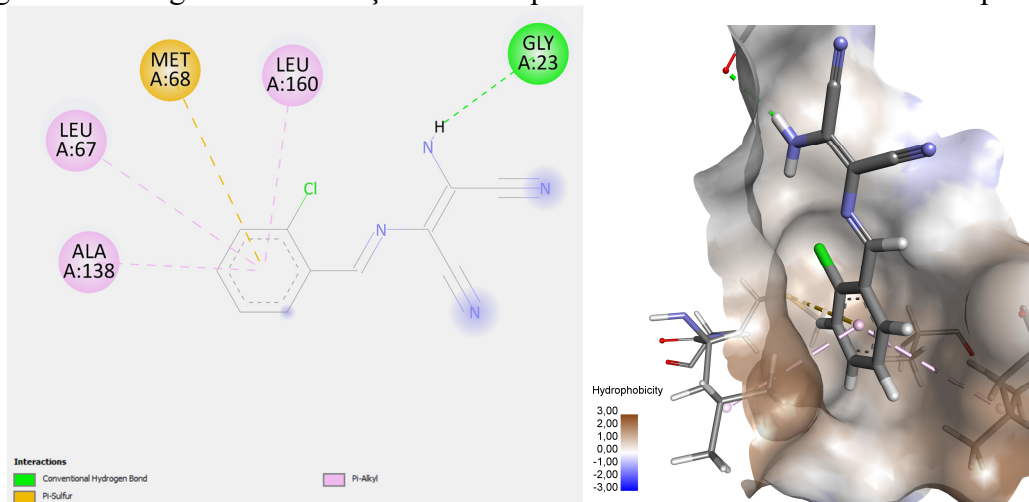 MET
A:68
LEU
A:160
GLY
A:23
LEU
67
ALA
A:138
H
N
Cl
N
N
N
Interactions
Conventional Hydrogen Bond
Pi-Sulfur
Pi-Alkyl
Hydrophobicity
3,00
2,00
1,00
0,00
-1,00
-2,00
-3,00